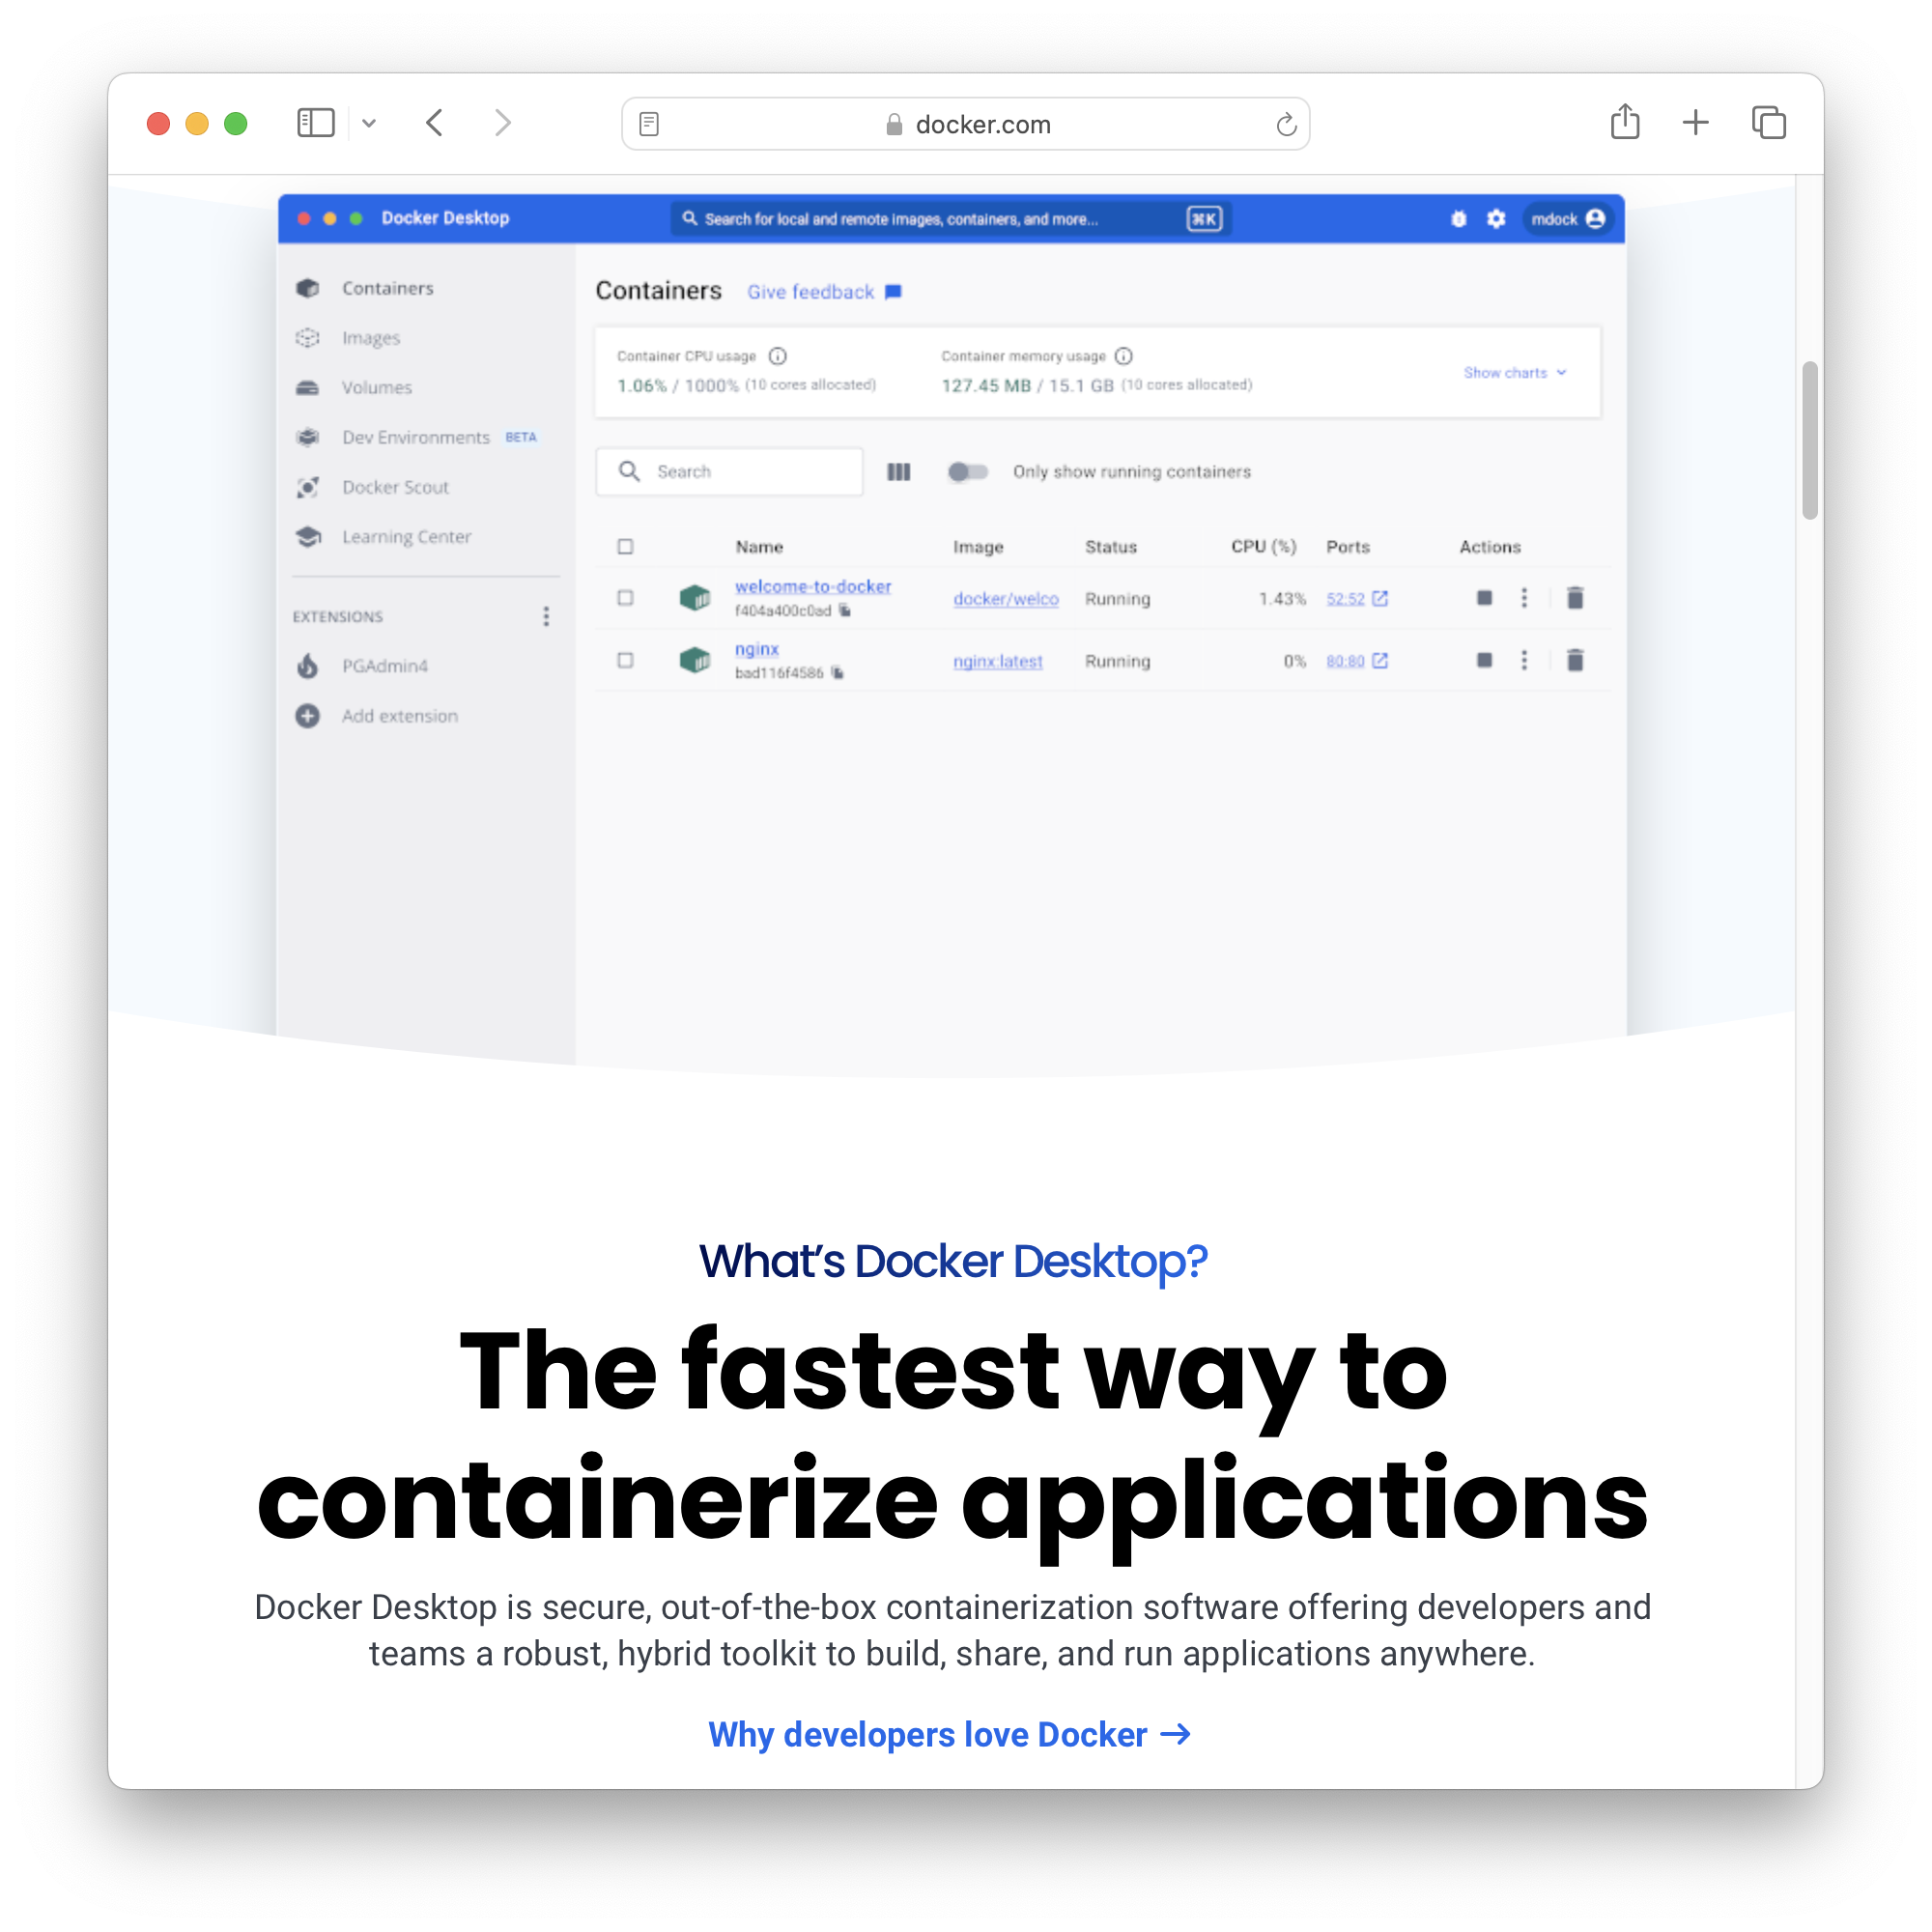 docker.com
Docker Desktop
Search for local and remote images, containers, and more...
⌘K
mdock
Containers
Images
Volumes
Dev Environments BETA
Docker Scout
Learning Center
EXTENSIONS
PGAdmin4
Add extension
Containers Give feedback
Container CPU usage
1.06% / 1000% (10 cores allocated)
Container memory usage
127.45 MB / 15.1 GB (10 cores allocated)
Show charts
Search
Only show running containers
Name Image Status CPU (%) Ports Actions
welcome-to-docker
f404a400c0ad
docker/welco Running 1.43% 52:52
nginx
bad116f4586
nginx:latest Running 0% 80:80
What’s Docker Desktop?
The fastest way to
containerize applications
Docker Desktop is secure, out-of-the-box containerization software offering developers and
teams a robust, hybrid toolkit to build, share, and run applications anywhere.
Why developers love Docker →